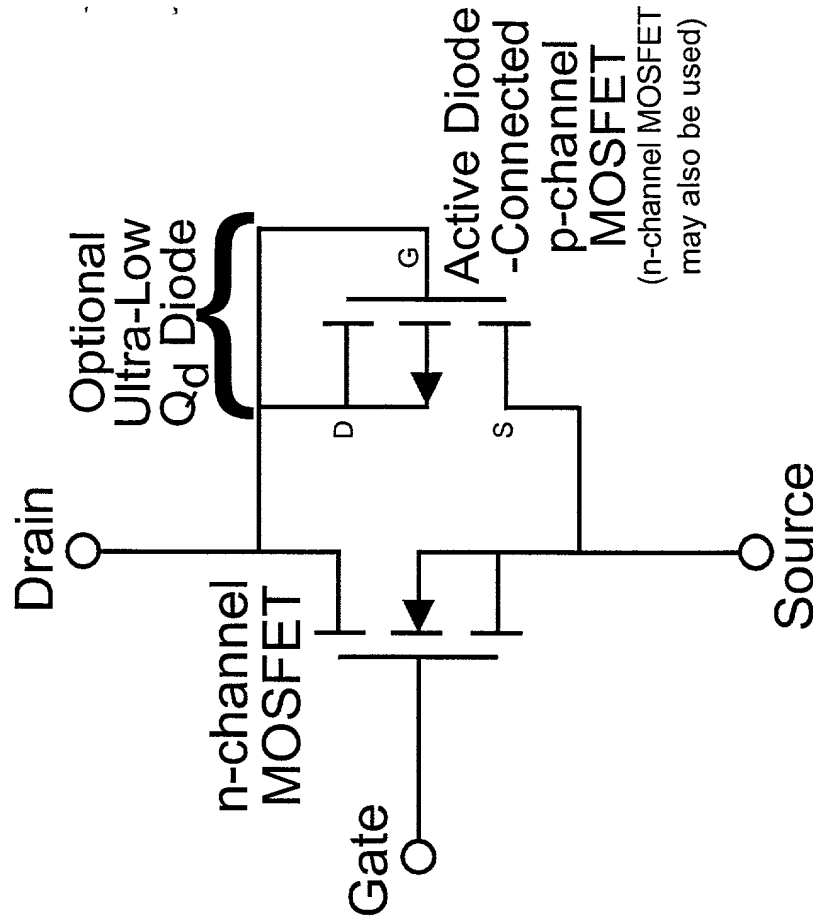 Drain
Optional
Ultra-Low
Qd Diode
n-channel
MOSFET
Gate
D
S
G
Active Diode
-Connected
p-channel
MOSFET
(n-channel MOSFET
may also be used)
Source